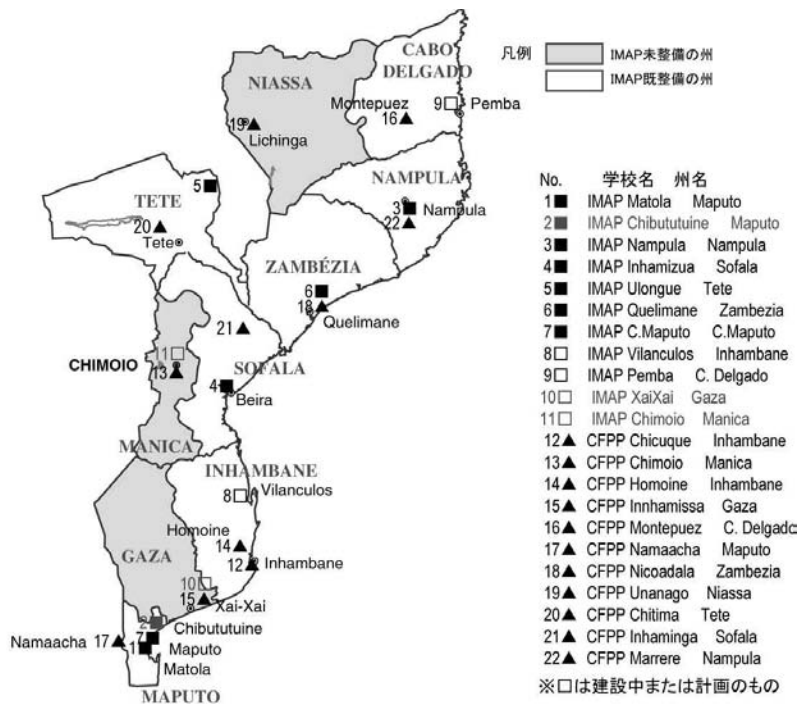 凡例
IMAP未整備の州
IMAP既整備の州
CABO
DELGADO
NIASSA
Montepuez
16
9 Pemba
19
Lichinga
NAMPULA
5
TETE
3
Nampula
22
20
Tete
ZAMBÉZIA
6
18
Quelimane
21
11
CHIMOIO
13
SOFALA
4
Beira
MANICA
INHAMBANE
8 Vilanculos
Homoine
14
GAZA
12 Inhambane
10
15 Xai-Xai
2 Chibututuine
Namaacha 17
7 Maputo
1
Matola
MAPUTO
No. 学校名 州名
1■ IMAP Matola Maputo
2■ IMAP Chibututuine Maputo
3■ IMAP Nampula Nampula
4■ IMAP Inhamizua Sofala
5■ IMAP Ulongue Tete
6■ IMAP Quelimane Zambezia
7■ IMAP C.Maputo C.Maputo
8□ IMAP Vilanculos Inhambane
9□ IMAP Pemba C. Delgado
10□ IMAP XaiXai Gaza
11□ IMAP Chimoio Manica
12▲ CFPP Chicuque Inhambane
13▲ CFPP Chimoio Manica
14▲ CFPP Homoine Inhambane
15▲ CFPP Innhamissa Gaza
16▲ CFPP Montepuez C. Delgado
17▲ CFPP Namaacha Maputo
18▲ CFPP Nicoadala Zambezia
19▲ CFPP Unanago Niassa
20▲ CFPP Chitima Tete
21▲ CFPP Inhaminga Sofala
22▲ CFPP Marrere Nampula
※□は建設中または計画のもの